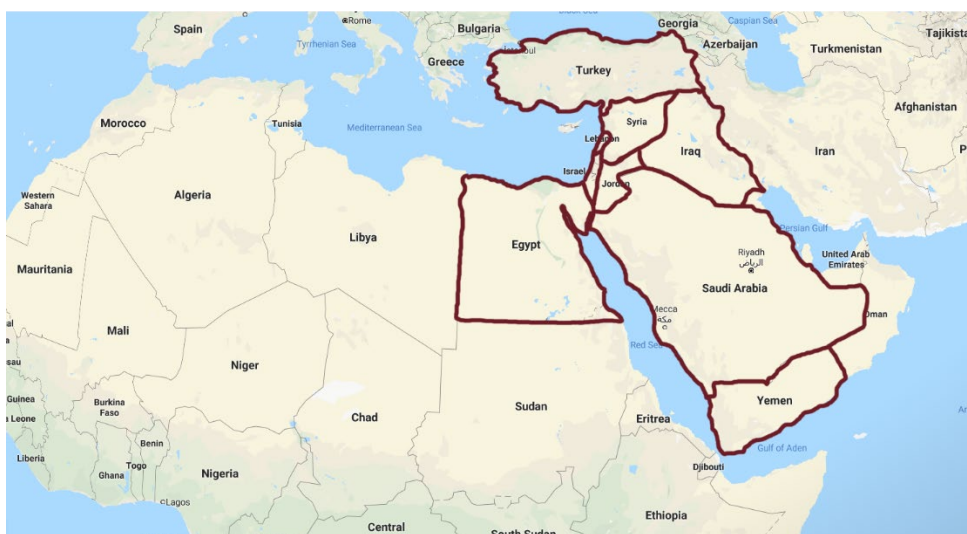 Spain
Rome
Bulgaria
Georgia
Caspian Sea
Tajikista
Tyrrhenian Sea
Istanbul
Azerbaijan
Turkmenistan
Greece
Turkey
Afghanistan
Morocco
Tunisia
Mediterranean Sea
Syria
Lebanon
Iraq
Iran
P
Algeria
Israel
Jordan
Western
Sahara
Libya
Egypt
Persian Gulf
Riyadh
الرياض
United Arab
Emirates
Mauritania
Saudi Arabia
Mecca
مكة
Oman
Mali
Red Sea
Niger
Chad
Sudan
Yemen
Guinea
Burkina
Faso
Eritrea
Leone
Benin
Gulf of Aden
Liberia
Togo
Ghana
Nigeria
Djibouti
Lagos
Ethiopia
Central
South Sudan